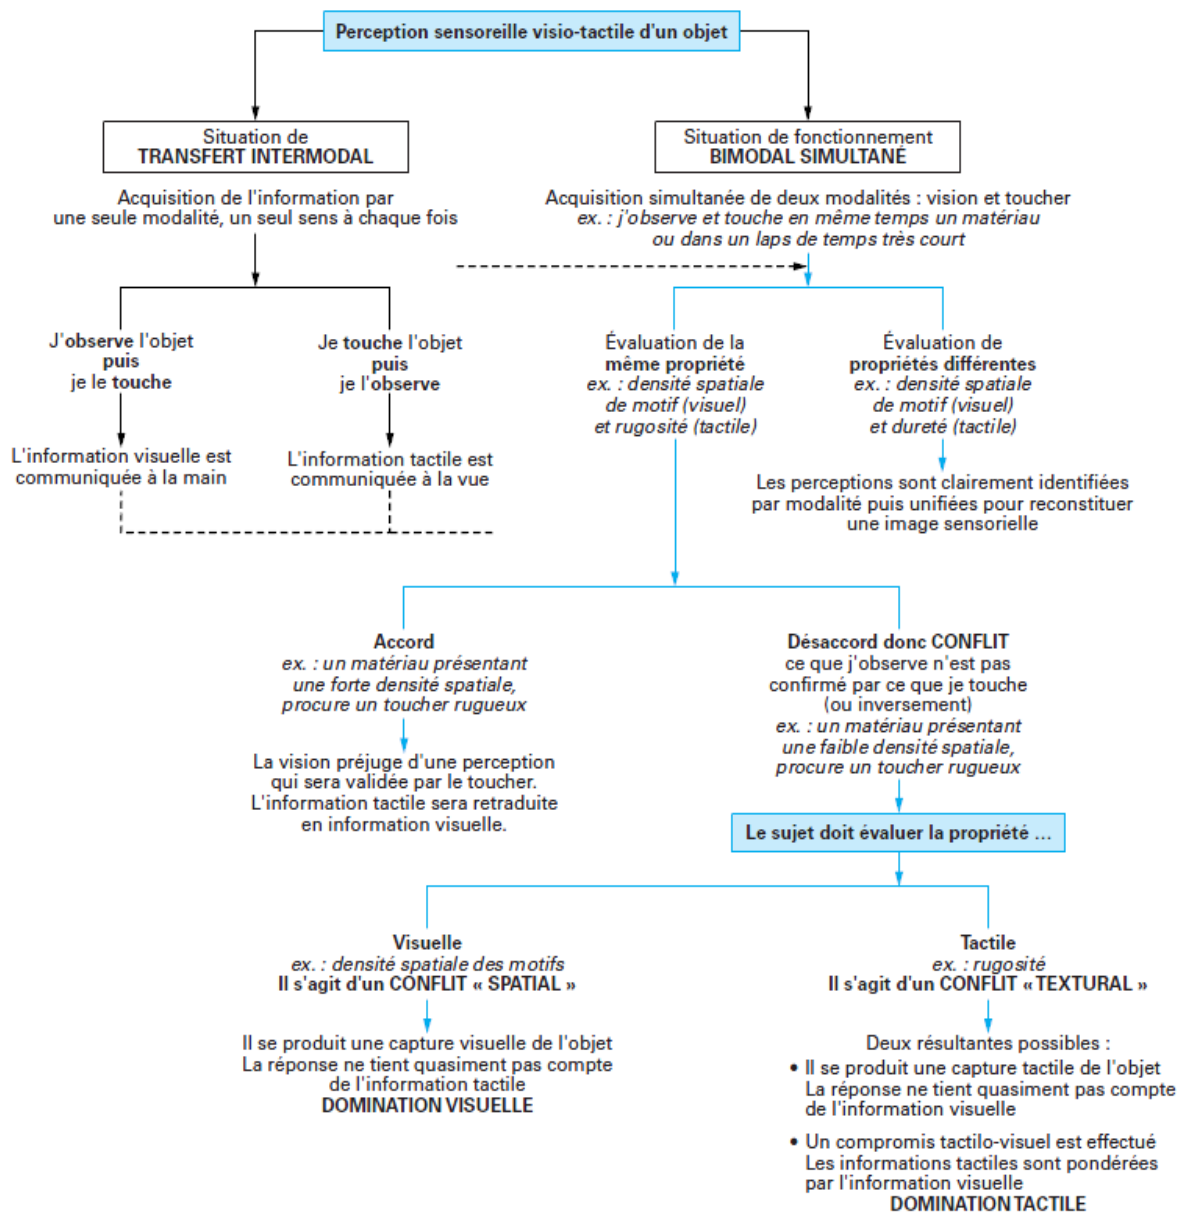 Perception sensoreille visio-tactile d'un objet
Situation de
TRANSFERT INTERMODAL
Situation de fonctionnement
BIMODAL SIMULTANÉ
Acquisition de l'information par
une seule modalité, un seul sens à chaque fois
Acquisition simultanée de deux modalités : vision et toucher
ex. : j'observe et touche en même temps un matériau
ou dans un laps de temps très court
J'observe l'objet
puis
je le touche
Je touche l'objet
puis
je l'observe
Évaluation de la
même propriété
ex. : densité spatiale
de motif (visuel)
et rugosité (tactile)
Évaluation de
propriétés différentes
ex. : densité spatiale
de motif (visuel)
et dureté (tactile)
L'information visuelle est
communiquée à la main
L'information tactile est
communiquée à la vue
Les perceptions sont clairement identifiées
par modalité puis unifiées pour reconstituer
une image sensorielle
Accord
ex. : un matériau présentant
une forte densité spatiale,
procure un toucher rugueux
Désaccord donc CONFLIT
ce que j'observe n'est pas
confirmé par ce que je touche
(ou inversement)
ex. : un matériau présentant
une faible densité spatiale,
procure un toucher rugueux
La vision préjuge d'une perception
qui sera validée par le toucher.
L'information tactile sera retraduite
en information visuelle.
Le sujet doit évaluer la propriété ...
Visuelle
ex. : densité spatiale des motifs
Il s'agit d'un CONFLIT « SPATIAL »
Tactile
ex. : rugosité
Il s'agit d'un CONFLIT « TEXTURAL »
Il se produit une capture visuelle de l'objet
La réponse ne tient quasiment pas compte
de l'information tactile
DOMINATION VISUELLE
Deux résultantes possibles :
• Il se produit une capture tactile de l'objet
La réponse ne tient quasiment pas compte
de l'information visuelle
• Un compromis tactilo-visuel est effectué
Les informations tactiles sont pondérées
par l'information visuelle
DOMINATION TACTILE